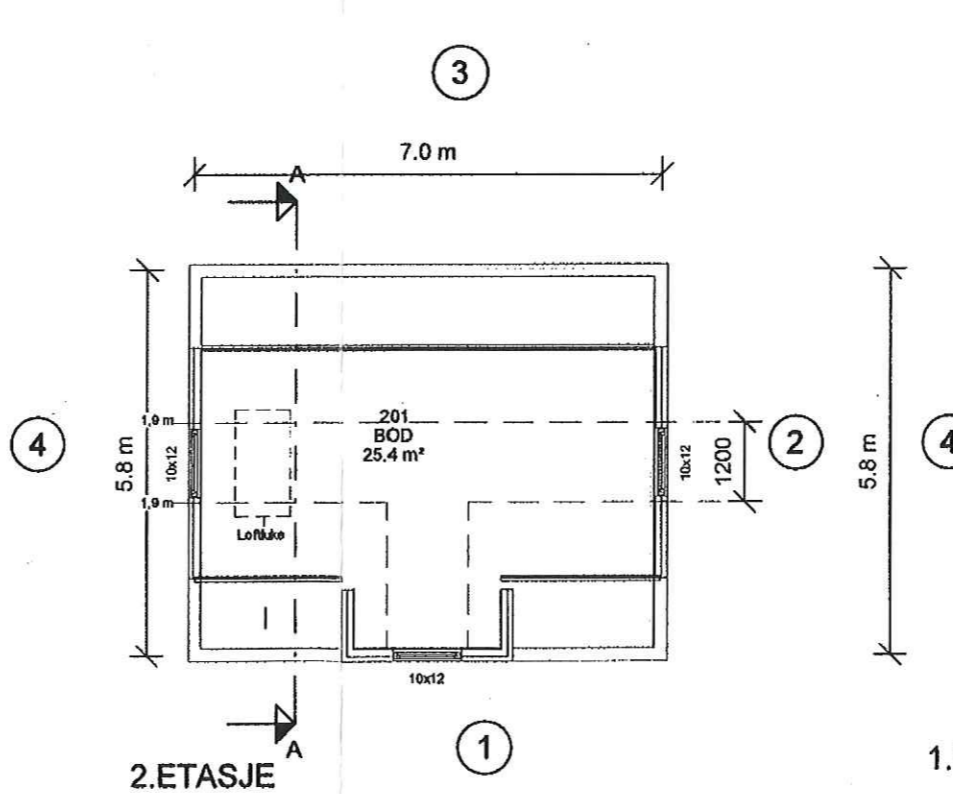 3
7.0 m
A
5.8 m
4
1,9 m
10x12
1,9 m
201
BOD
25.4 m²
Loftluke
10x12
1200
2
5.8 m
4
10x12
A
1
2.ETASJE
1.